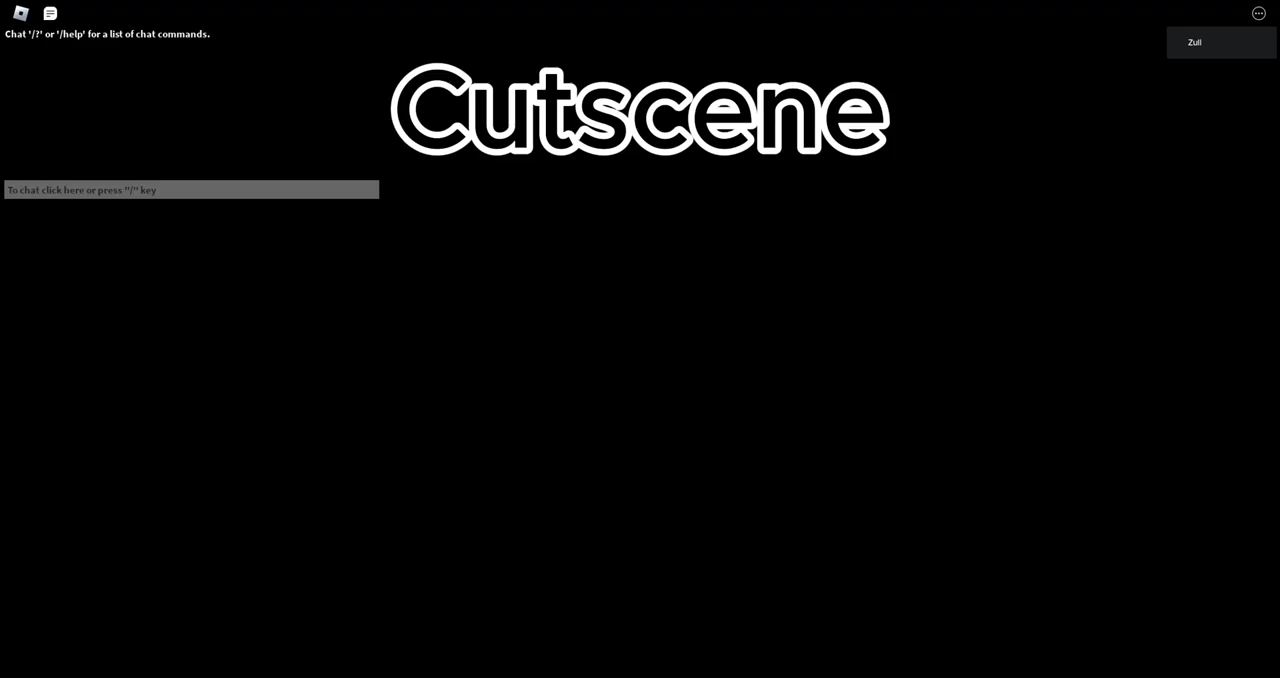 Chat '/?' or '/help' for a list of chat commands.
Zull
Cutscene
To chat click here or press "/" key